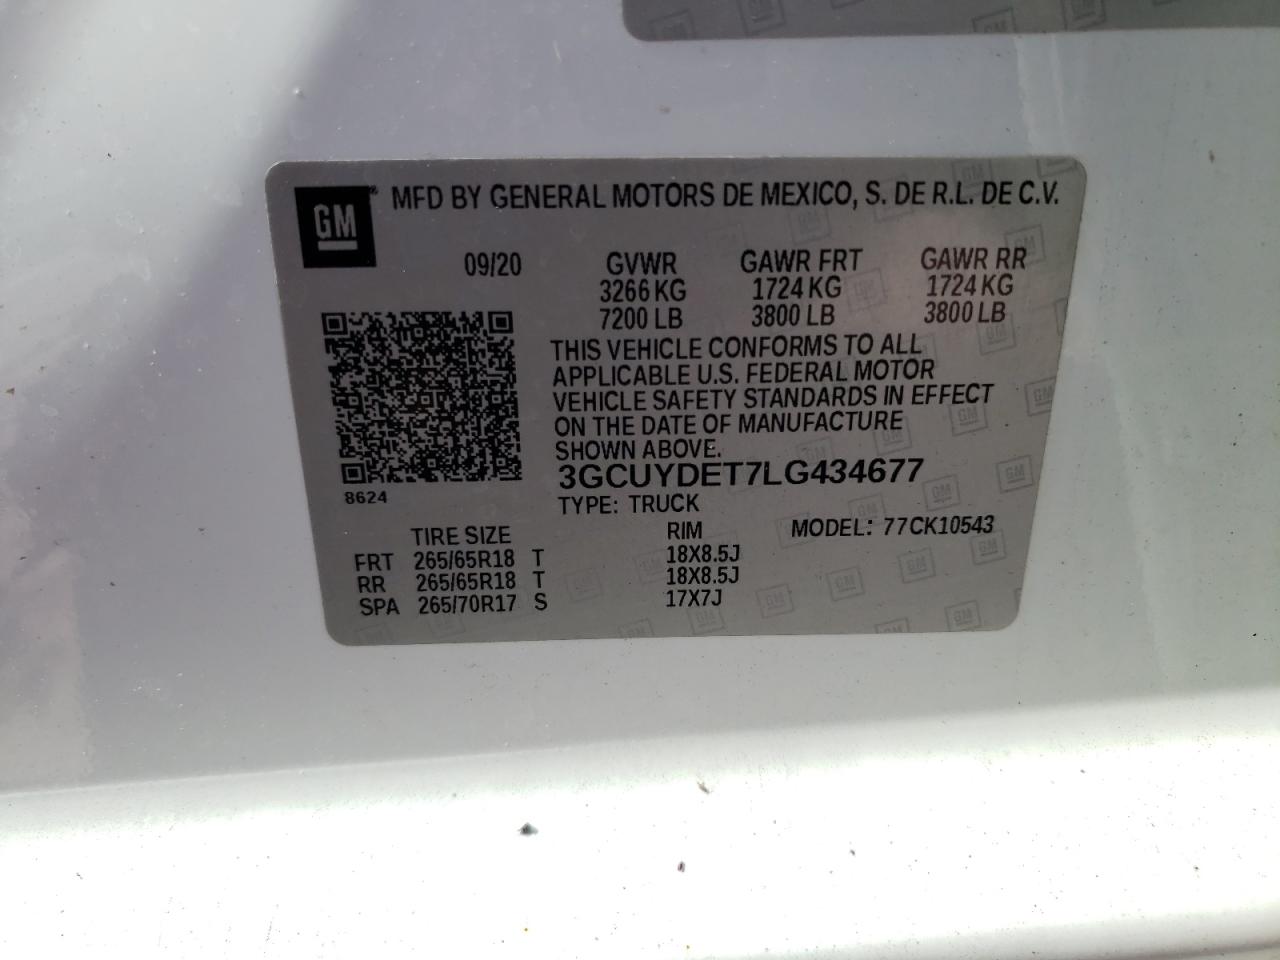 GM
MFD BY GENERAL MOTORS DE MEXICO, S. DE R.L. DE C.V.
09/20 GVWR GAWR FRT GAWR RR
3266 KG 1724 KG 1724 KG
7200 LB 3800 LB 3800 LB
THIS VEHICLE CONFORMS TO ALL
APPLICABLE U.S. FEDERAL MOTOR
VEHICLE SAFETY STANDARDS IN EFFECT
ON THE DATE OF MANUFACTURE
SHOWN ABOVE.
3GCUYDET7LG434677
8624
TYPE: TRUCK
TIRE SIZE RIM MODEL: 77CK10543
FRT 265/65R18 T 18X8.5J
RR 265/65R18 T 18X8.5J
SPA 265/70R17 S 17X7J